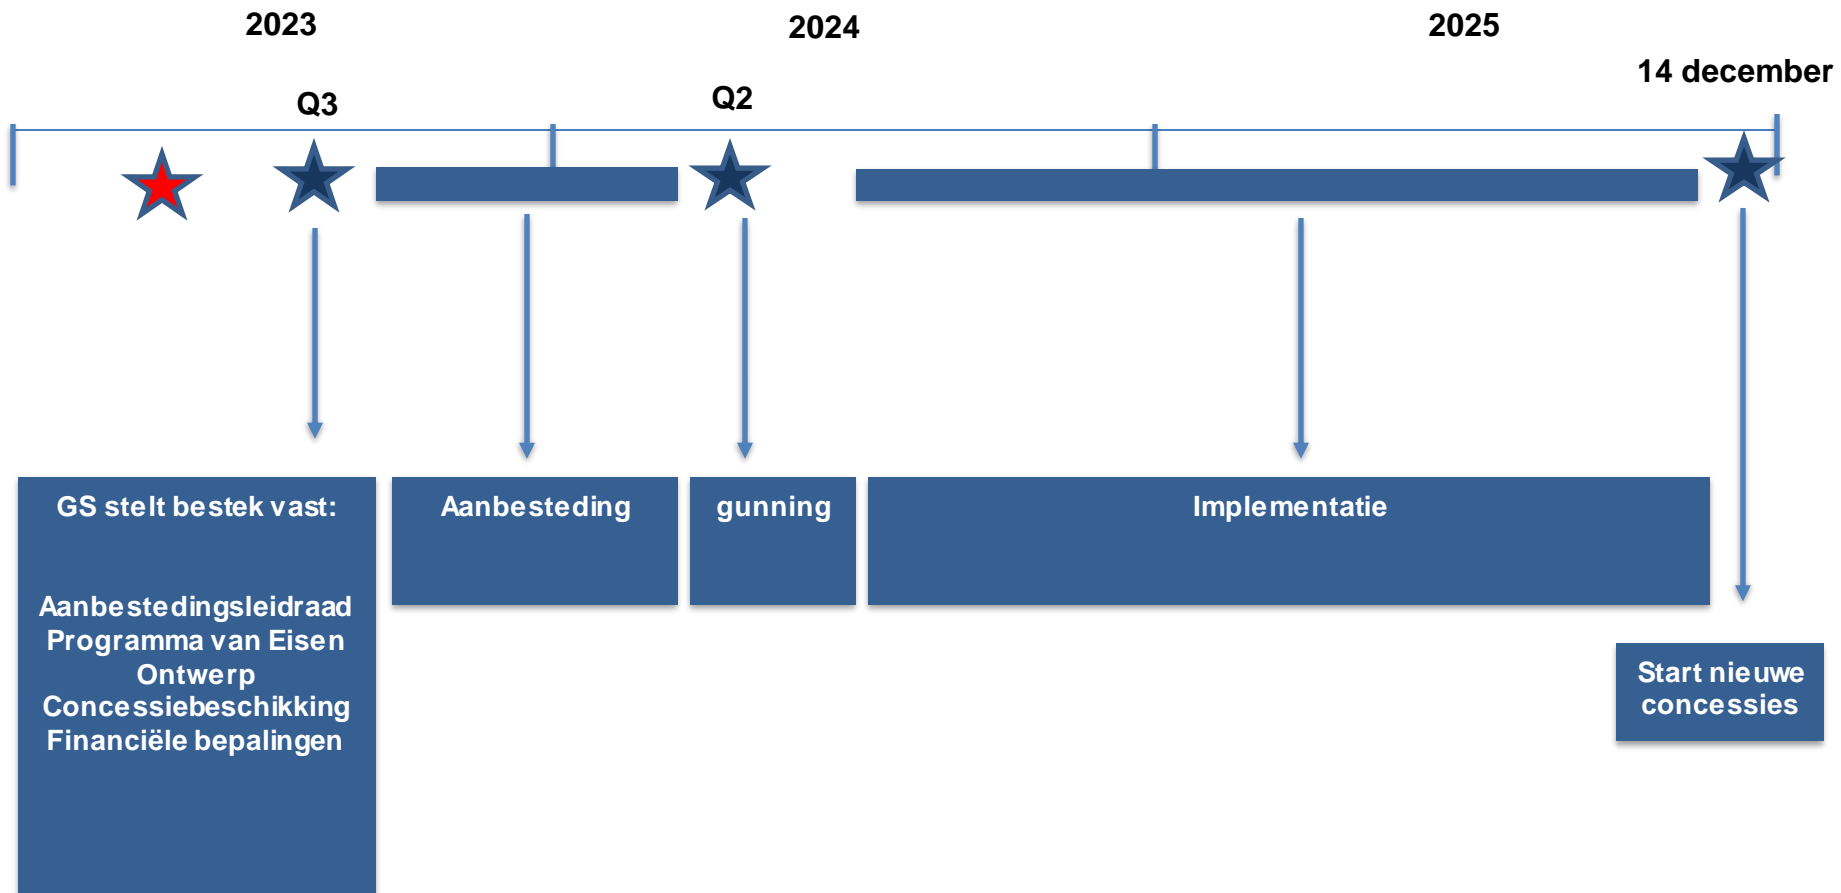 2023
2024
2025
14 december
Q3
Q2
GS stelt bestek vast:
Aanbestedingsleidraad
Programma van Eisen
Ontwerp
Concessiebeschikking
Financiële bepalingen
Aanbesteding
gunning
Implementatie
Start nieuwe
concessies